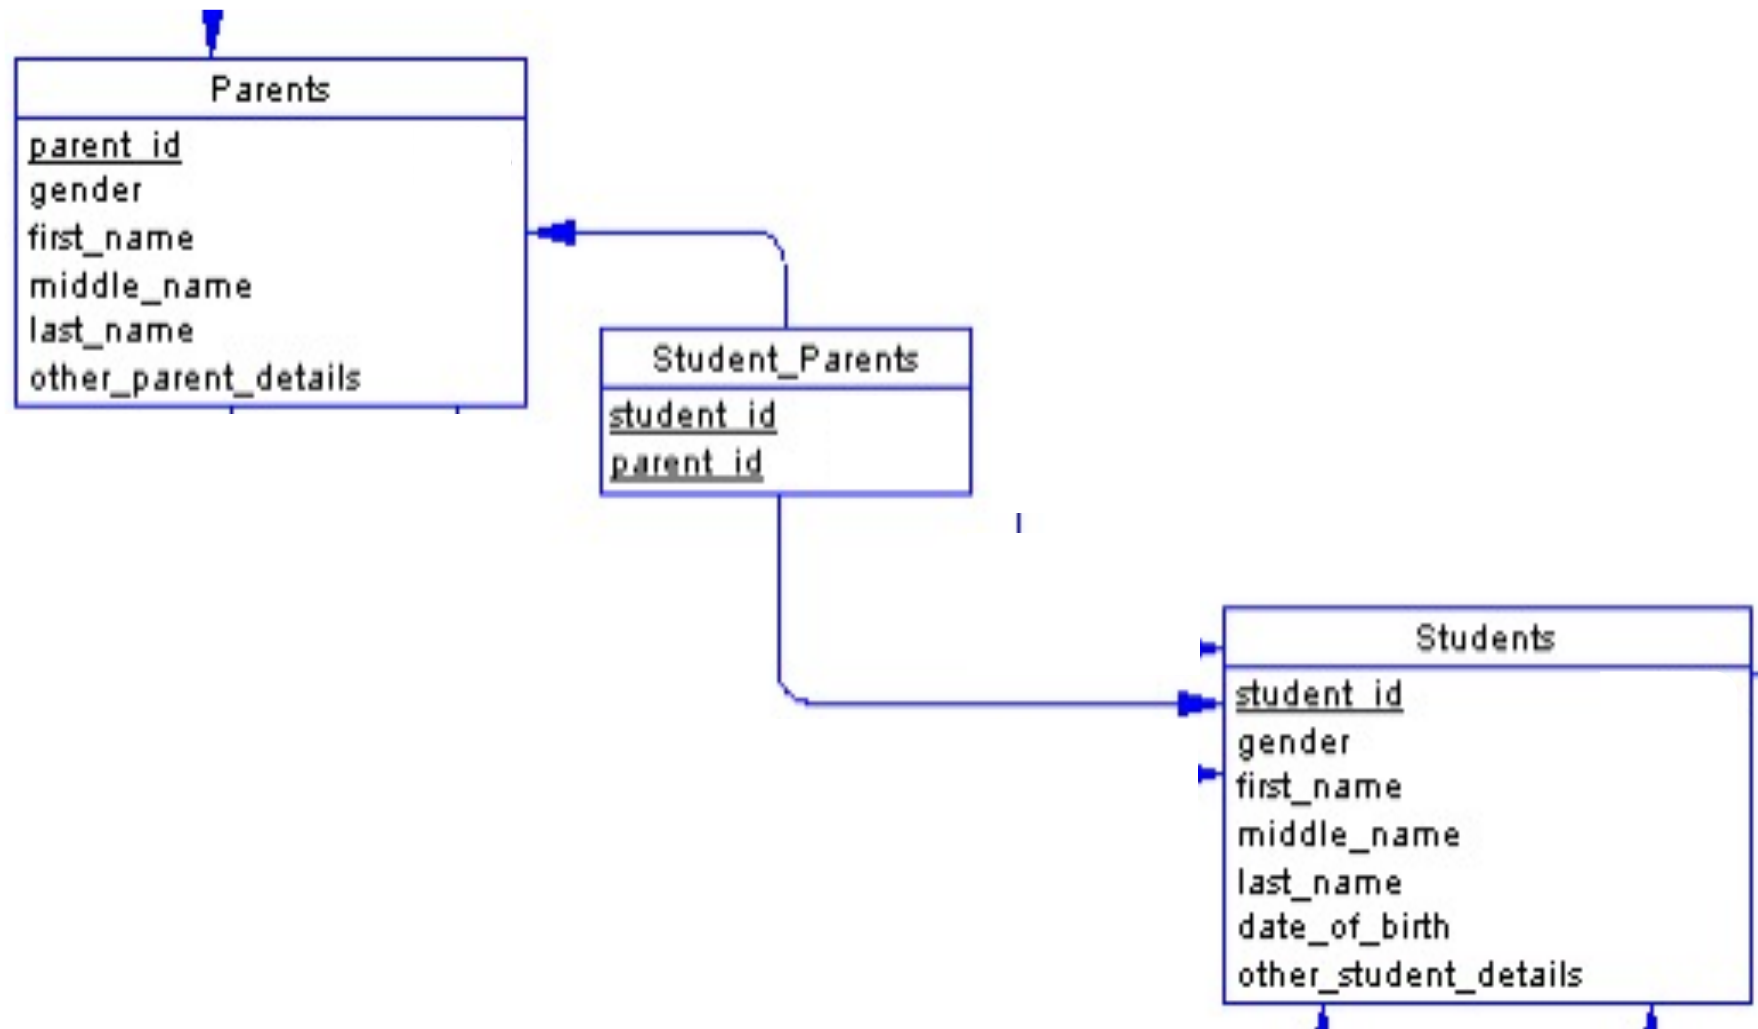 Parents
parent_id
gender
first_name
middle_name
last_name
other_parent_details
Student_Parents
student_id
parent_id
Students
student_id
gender
first_name
middle_name
last_name
date_of_birth
other_student_details